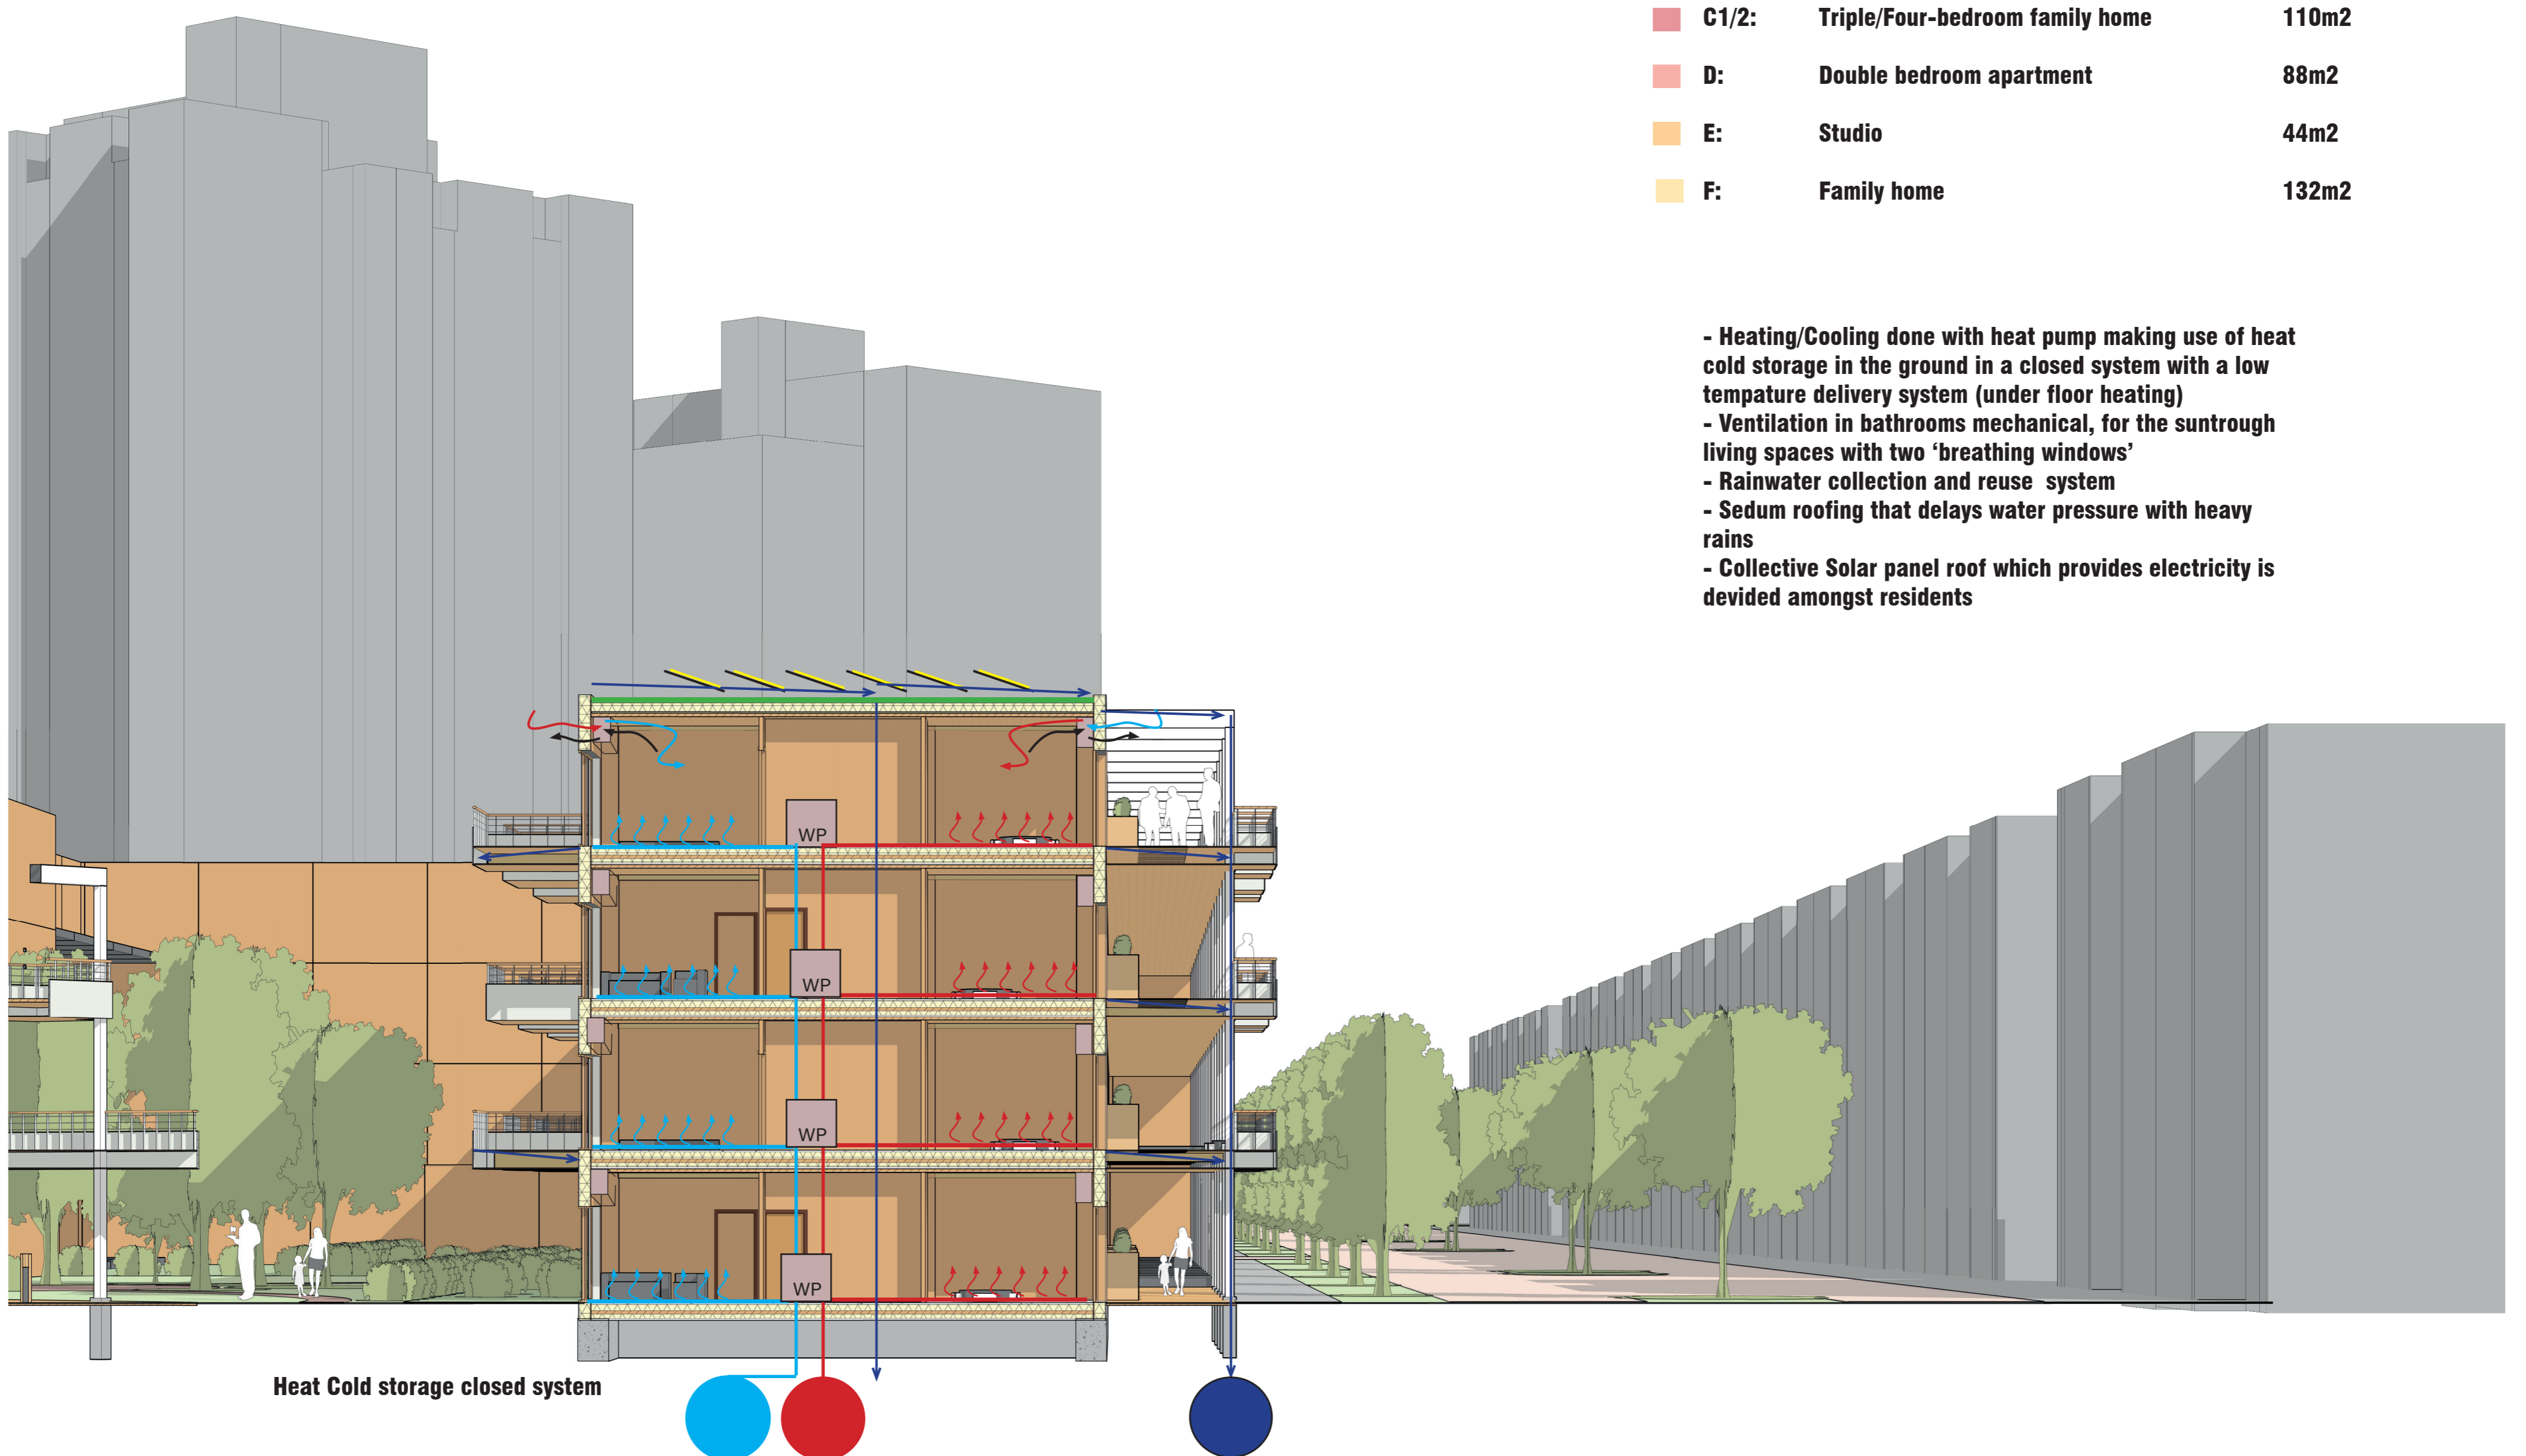 C1/2: Triple/Four-bedroom family home 110m2
D: Double bedroom apartment 88m2
E: Studio 44m2
F: Family home 132m2
- Heating/Cooling done with heat pump making use of heat
cold storage in the ground in a closed system with a low
tempature delivery system (under floor heating)
- Ventilation in bathrooms mechanical, for the suntrough
living spaces with two ‘breathing windows’
- Rainwater collection and reuse system
- Sedum roofing that delays water pressure with heavy
rains
- Collective Solar panel roof which provides electricity is
devided amongst residents
WP
WP
WP
WP
Heat Cold storage closed system